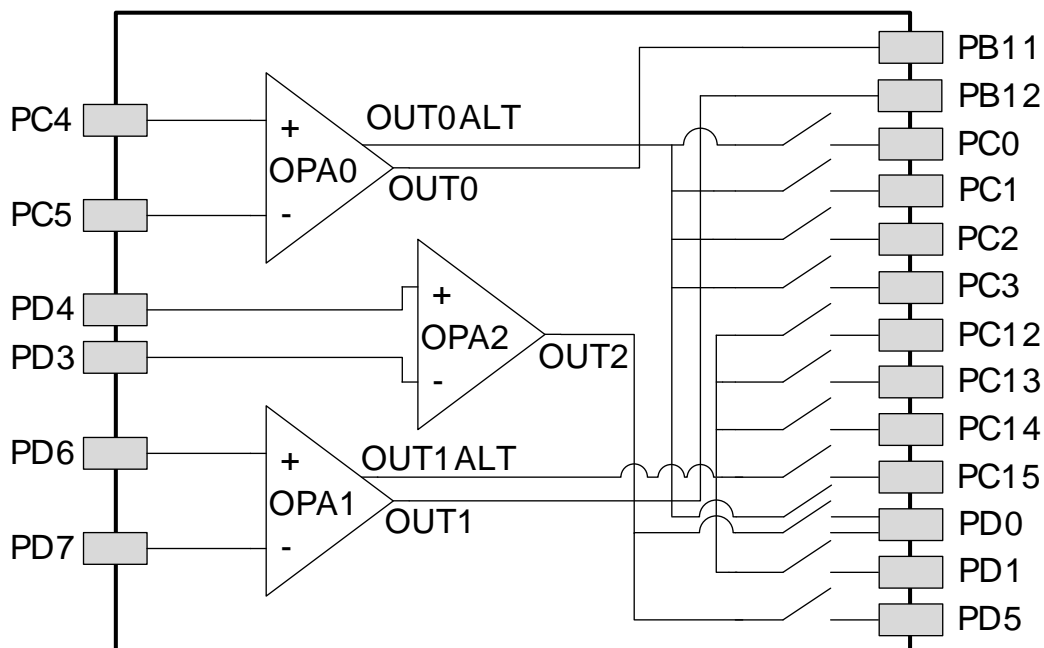 PB11
PB12
PC4
OUT0ALT
PC0
+
OPA0
OUT0
PC1
PC5
-
PC2
PD4
+
PC3
OPA2
OUT2
PC12
PD3
-
PC13
PC14
PD6
+
OUT1ALT
PC15
OPA1
OUT1
PD0
PD7
-
PD1
PD5